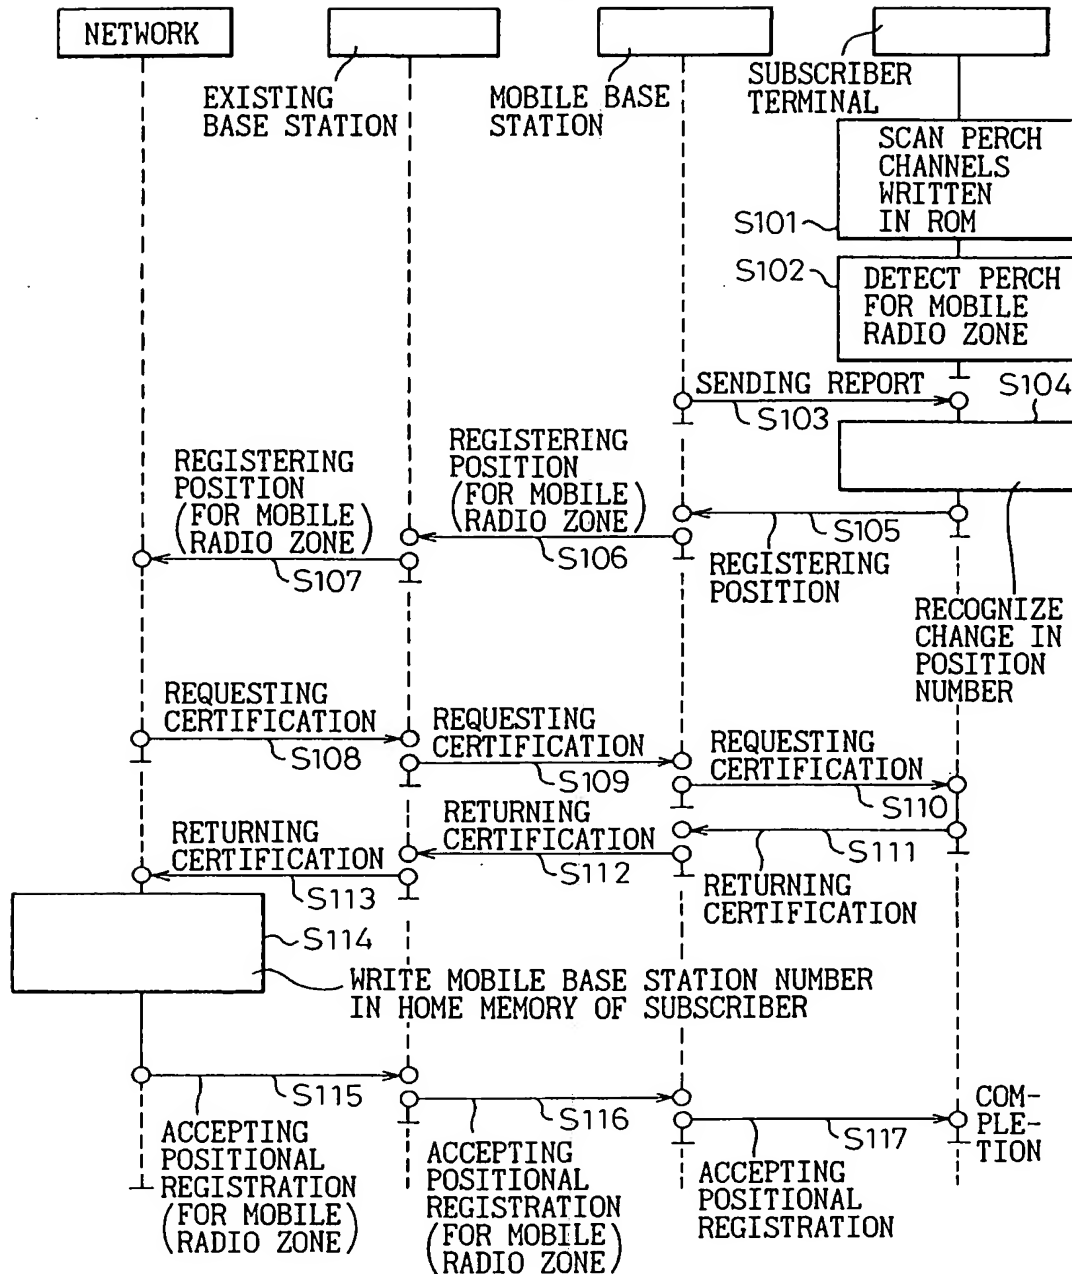 NETWORK
EXISTING
BASE STATION
MOBILE BASE
STATION
SUBSCRIBER
TERMINAL
SCAN PERCH
CHANNELS
WRITTEN
IN ROM
S101
S102
DETECT PERCH
FOR MOBILE
RADIO ZONE
SENDING REPORT
S103
S104
REGISTERING
POSITION
(FOR MOBILE)
(RADIO ZONE)
S107
REGISTERING
POSITION
(FOR MOBILE)
(RADIO ZONE)
S106
S105
REGISTERING
POSITION
RECOGNIZE
CHANGE IN
POSITION
NUMBER
REQUESTING
CERTIFICATION
S108
REQUESTING
CERTIFICATION
S109
REQUESTING
CERTIFICATION
S110
RETURNING
CERTIFICATION
S113
RETURNING
CERTIFICATION
S112
S111
RETURNING
CERTIFICATION
S114
WRITE MOBILE BASE STATION NUMBER
IN HOME MEMORY OF SUBSCRIBER
S115
ACCEPTING
POSITIONAL
REGISTRATION
(FOR MOBILE)
(RADIO ZONE)
S116
ACCEPTING
POSITIONAL
REGISTRATION
(FOR MOBILE)
(RADIO ZONE)
S117
ACCEPTING
POSITIONAL
REGISTRATION
COM-
PLE-
TION